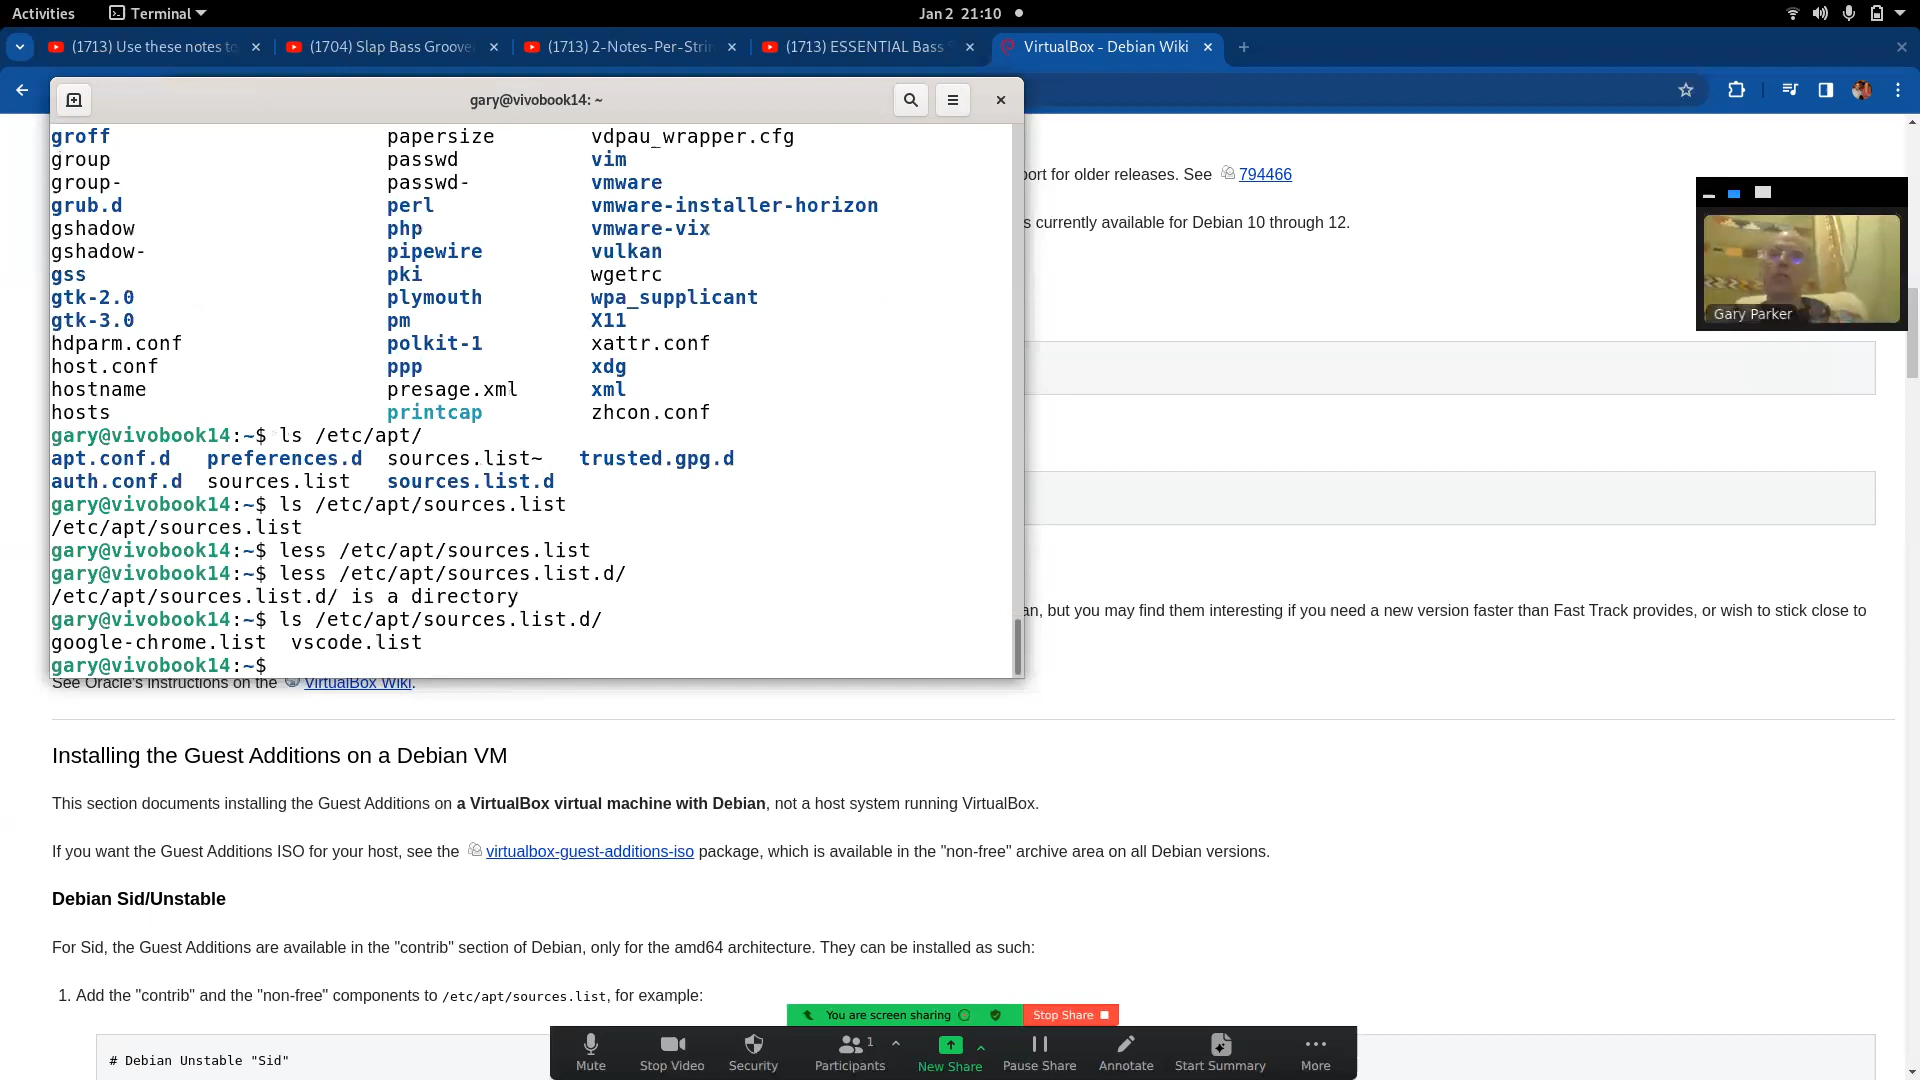 Activities Terminal Jan 2 21:10
(1713) Use these notes to (1704) Slap Bass Groove (1713) 2-Notes-Per-Strin (1713) ESSENTIAL Bass S VirtualBox - Debian Wiki
gary@vivobook14: ~
groff papersize vdpau_wrapper.cfg
group passwd vim
group- passwd- vmware
grub.d perl vmware-installer-horizon
gshadow php vmware-vix
gshadow- pipewire vulkan
gss pki wgetrc
gtk-2.0 plymouth wpa_supplicant
gtk-3.0 pm X11
hdparm.conf polkit-1 xattr.conf
host.conf ppp xdg
hostname presage.xml xml
hosts printcap zhcon.conf
gary@vivobook14:~$ ls /etc/apt/
apt.conf.d preferences.d sources.list~ trusted.gpg.d
auth.conf.d sources.list sources.list.d
gary@vivobook14:~$ ls /etc/apt/sources.list
/etc/apt/sources.list
gary@vivobook14:~$ less /etc/apt/sources.list
gary@vivobook14:~$ less /etc/apt/sources.list.d/
/etc/apt/sources.list.d/ is a directory
gary@vivobook14:~$ ls /etc/apt/sources.list.d/
google-chrome.list vscode.list
gary@vivobook14:~$
ort for older releases. See 794466
s currently available for Debian 10 through 12.
Gary Parker
an, but you may find them interesting if you need a new version faster than Fast Track provides, or wish to stick close to
See Oracle's instructions on the VirtualBox Wiki.
Installing the Guest Additions on a Debian VM
This section documents installing the Guest Additions on a VirtualBox virtual machine with Debian, not a host system running VirtualBox.
If you want the Guest Additions ISO for your host, see the virtualbox-guest-additions-iso package, which is available in the "non-free" archive area on all Debian versions.
Debian Sid/Unstable
For Sid, the Guest Additions are available in the "contrib" section of Debian, only for the amd64 architecture. They can be installed as such:
1. Add the "contrib" and the "non-free" components to /etc/apt/sources.list, for example:
# Debian Unstable "Sid"
You are screen sharing Stop Share
1
Mute Stop Video Security Participants New Share Pause Share Annotate Start Summary More